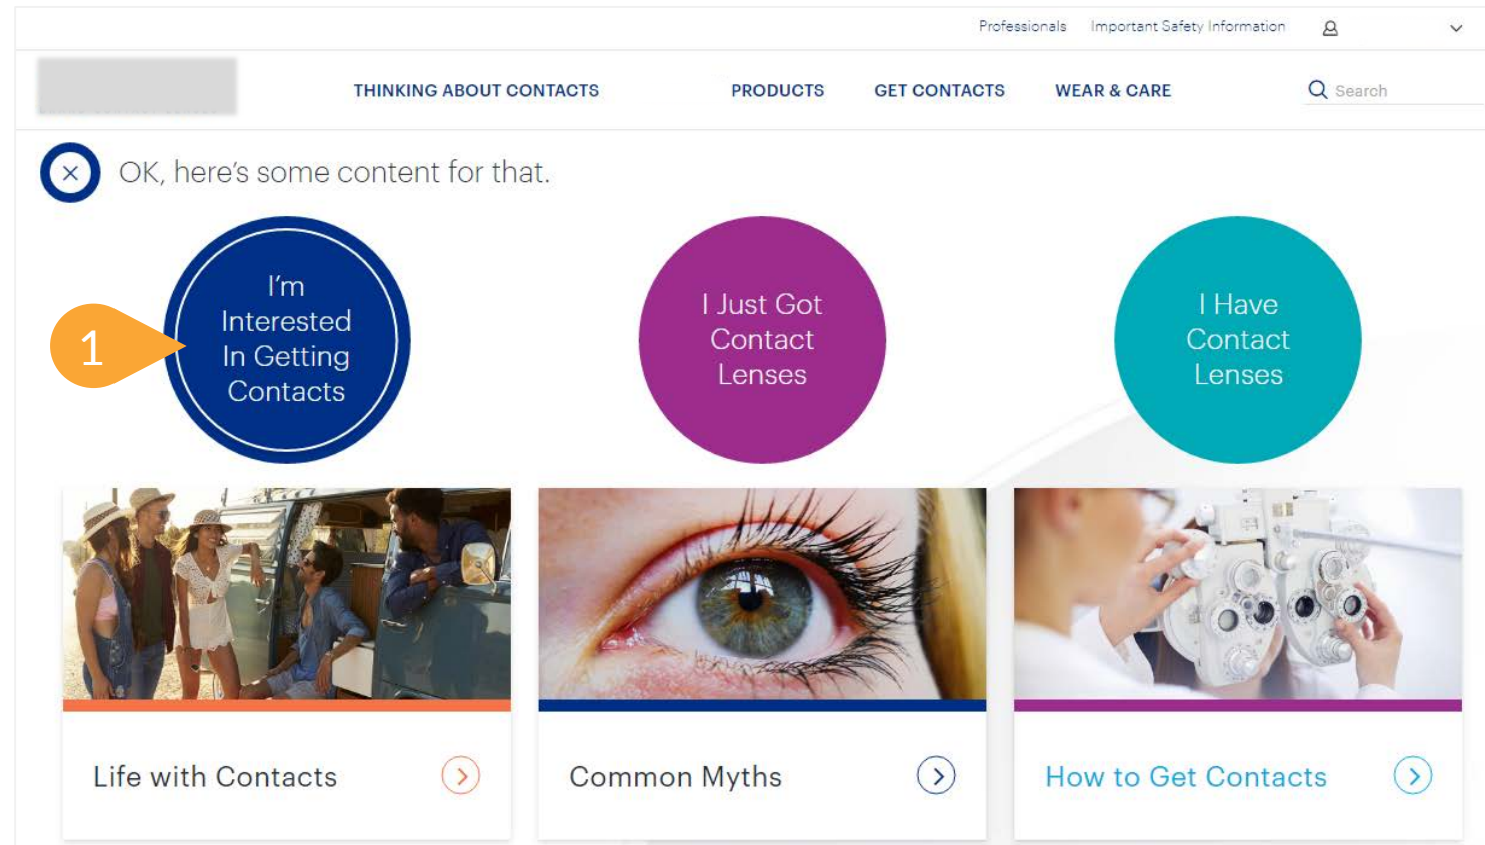 Professionals Important Safety Information
THINKING ABOUT CONTACTS PRODUCTS GET CONTACTS WEAR & CARE Search
OK, here's some content for that.
I'm
Interested
In Getting
Contacts
1
I Just Got
Contact
Lenses
I Have
Contact
Lenses
Life with Contacts
Common Myths
How to Get Contacts